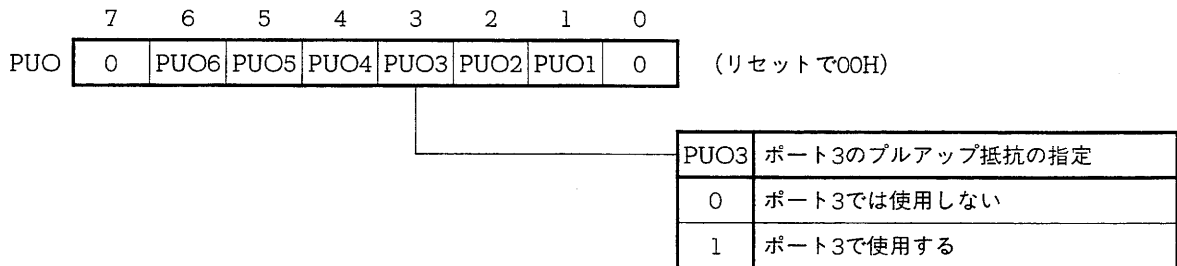 7 6 5 4 3 2 1 0
PUO 0 PUO6 PUO5 PUO4 PUO3 PUO2 PUO1 0 (リセットで00H)
PUO3 ポート3のプルアップ抵抗の指定
0 ポート3では使用しない
1 ポート3で使用する